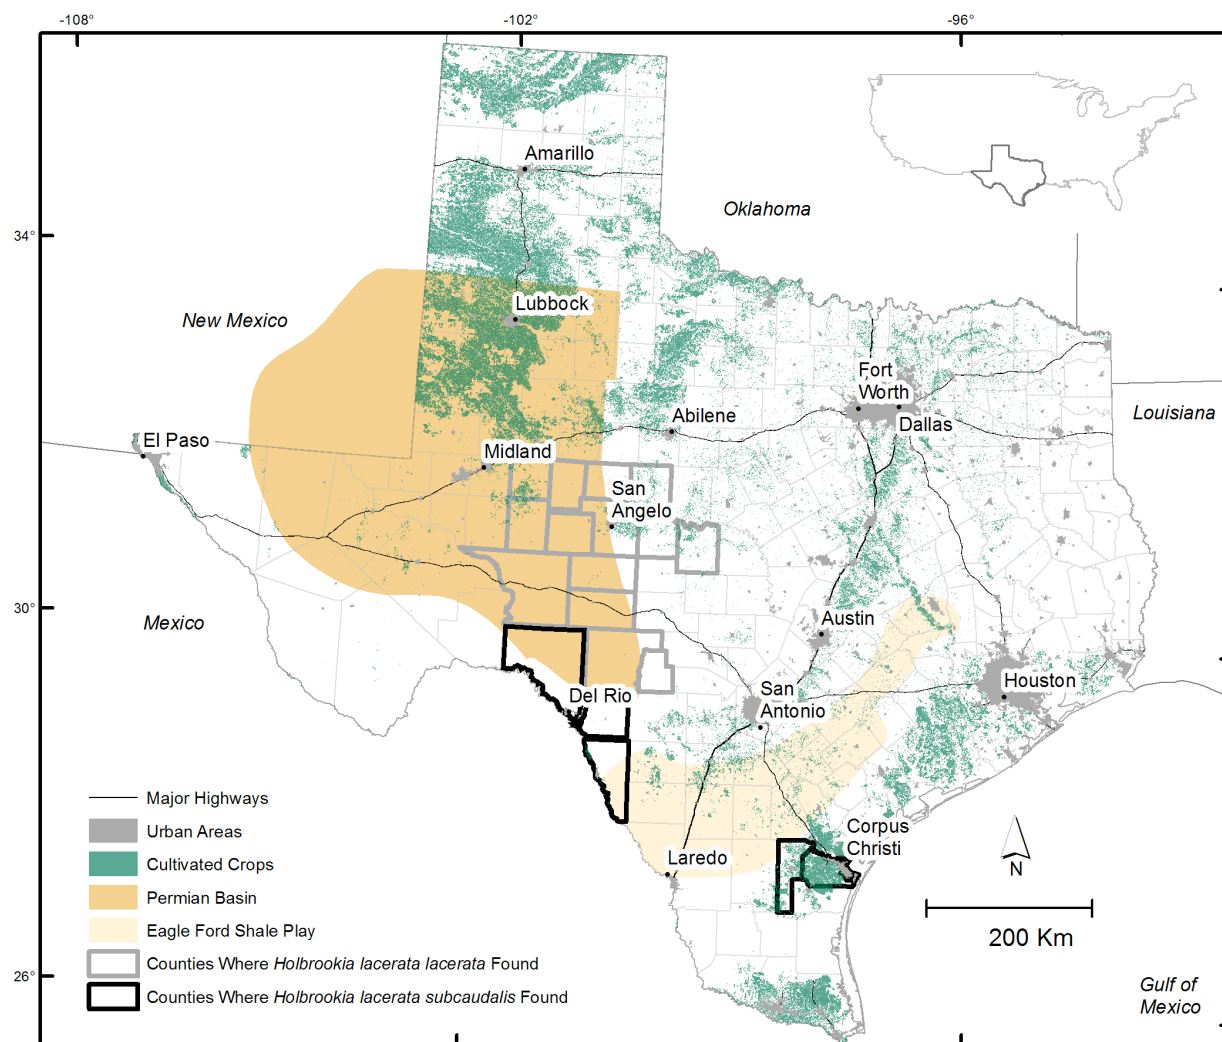 -108°
-102°
-96°
Amarillo
Oklahoma
34°
Lubbock
New Mexico
Fort
Worth
Louisiana
Abilene
Dallas
El Paso
Midland
San
Angelo
30°
Austin
Mexico
Houston
San
Antonio
Del Rio
Major Highways
Urban Areas
Corpus
Christi
Cultivated Crops
Laredo
N
Permian Basin
Eagle Ford Shale Play
200 Km
Counties Where Holbrookia lacerata lacerata Found
26°
Counties Where Holbrookia lacerata subcaudalis Found
Gulf of
Mexico